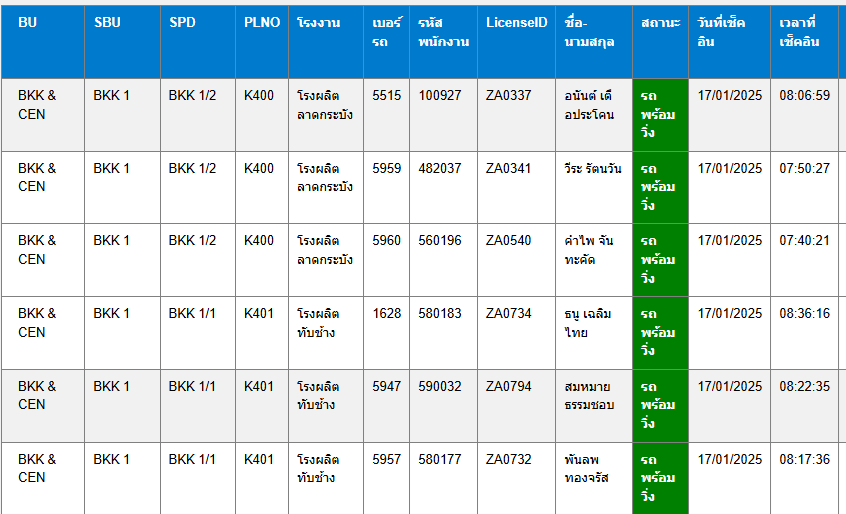 BU SBU SPD PLNO โรงงาน เบอร์ รหัส LicenseID ชื่อ- สถานะ วันที่เช็ค เวลาที่
รถ พนักงาน นามสกุล อิน เช็คอิน
BKK & BKK 1 BKK 1/2 K400 โรงผลิต 5515 100927 ZA0337 อนันต์ เดื รถ 17/01/2025 08:06:59
CEN ลาดกระบัง อประโคน พร้อม
วิ่ง
BKK & BKK 1 BKK 1/2 K400 โรงผลิต 5959 482037 ZA0341 วีระ รัตนวัน รถ 17/01/2025 07:50:27
CEN ลาดกระบัง พร้อม
วิ่ง
BKK & BKK 1 BKK 1/2 K400 โรงผลิต 5960 560196 ZA0540 คำไพ จัน รถ 17/01/2025 07:40:21
CEN ลาดกระบัง ทะคัด พร้อม
วิ่ง
BKK & BKK 1 BKK 1/1 K401 โรงผลิต 1628 580183 ZA0734 ธนู เฉลิม รถ 17/01/2025 08:36:16
CEN ทับช้าง ไทย พร้อม
วิ่ง
BKK & BKK 1 BKK 1/1 K401 โรงผลิต 5947 590032 ZA0794 สมหมาย รถ 17/01/2025 08:22:35
CEN ทับช้าง ธรรมชอบ พร้อม
วิ่ง
BKK & BKK 1 BKK 1/1 K401 โรงผลิต 5957 580177 ZA0732 พันลพ รถ 17/01/2025 08:17:36
CEN ทับช้าง ทองจรัส พร้อม
วิ่ง